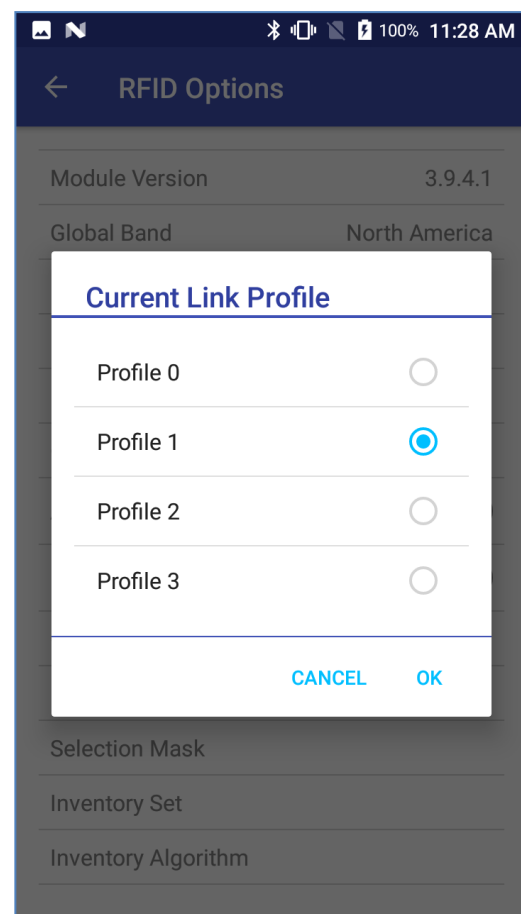 100% 11:28 AM
RFID Options
Module Version 3.9.4.1
Global Band North America
Current Link Profile
Profile 0
Profile 1
Profile 2
Profile 3
CANCEL OK
Selection Mask
Inventory Set
Inventory Algorithm